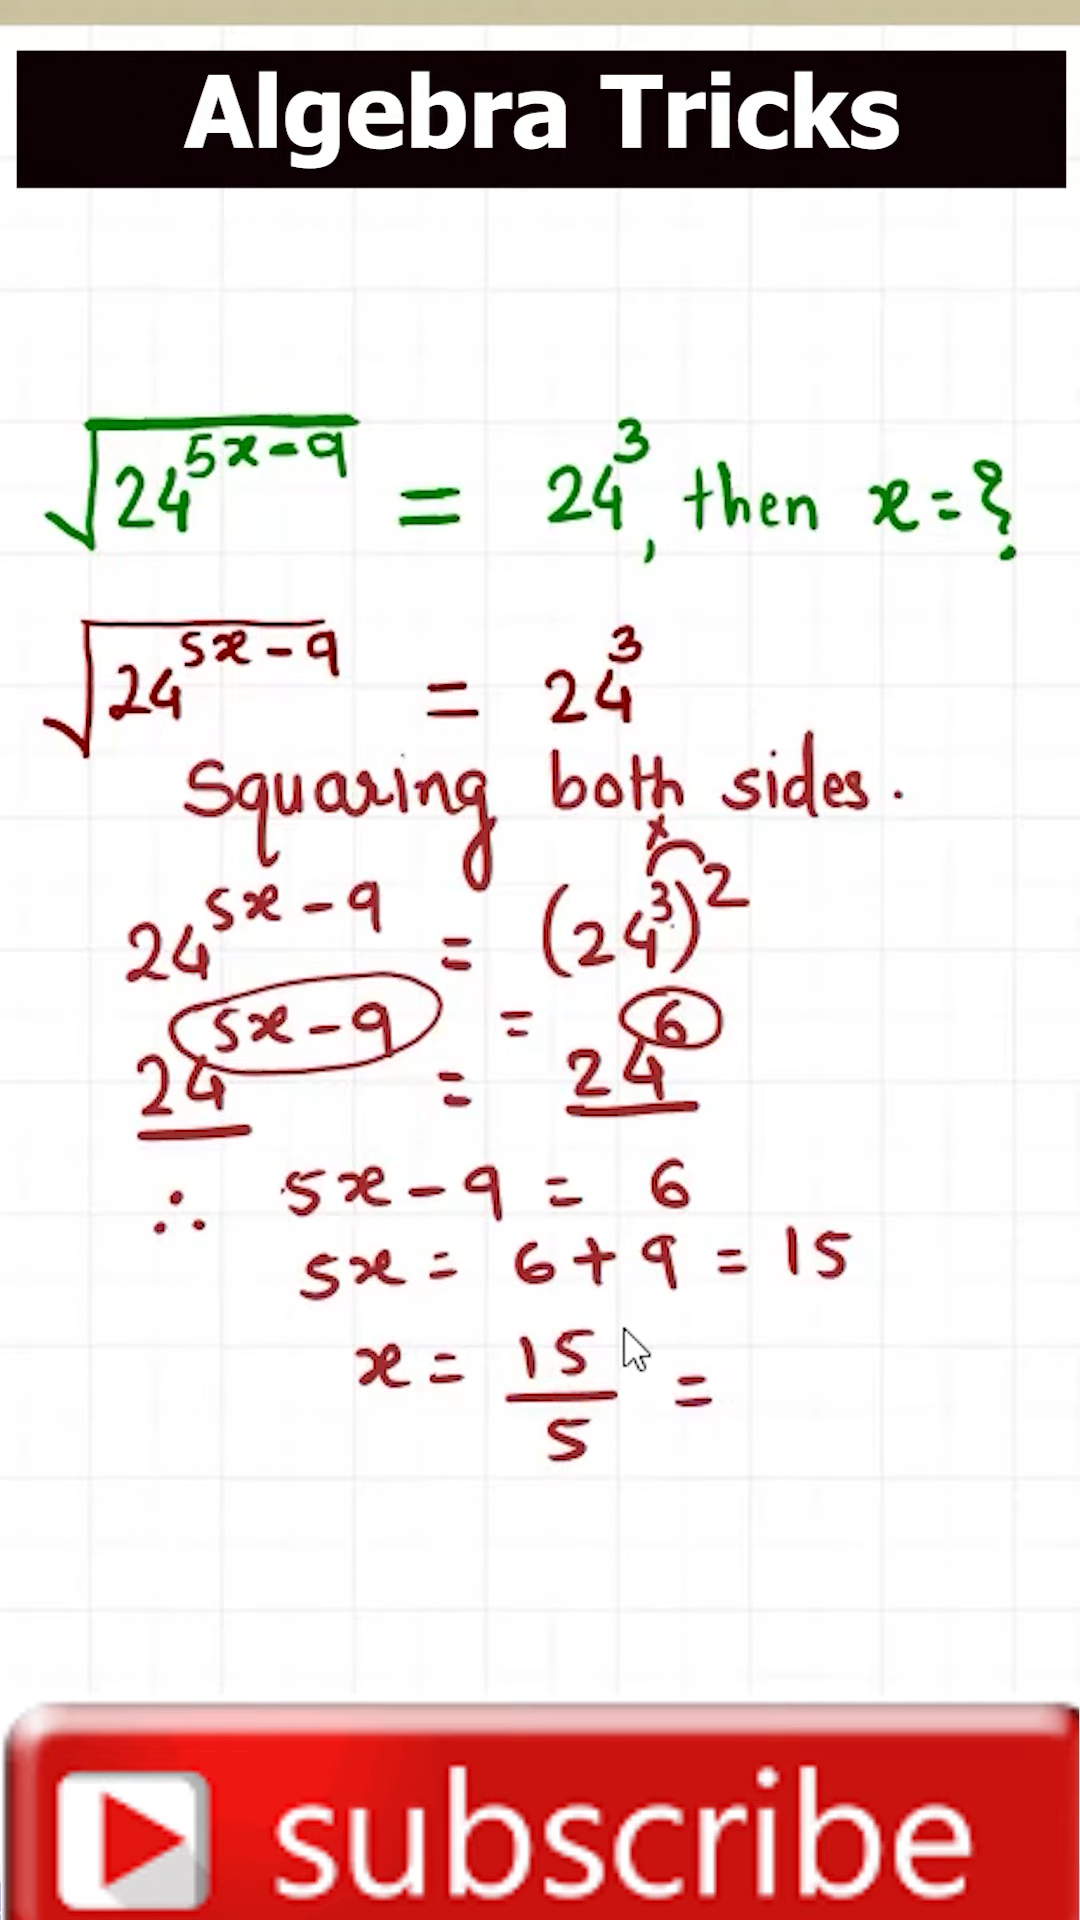 Algebra Tricks
√24^(5x-9) = 24^3, then x = ?
√24^(5x-9) = 24^3
Squaring both sides.
24^(5x-9) = (24^3)^2 ×
24^(5x-9) = = 24^6
∴ 5x-9 = 6
5x = 6+9 = 15
x = 15/5 =
subscribe